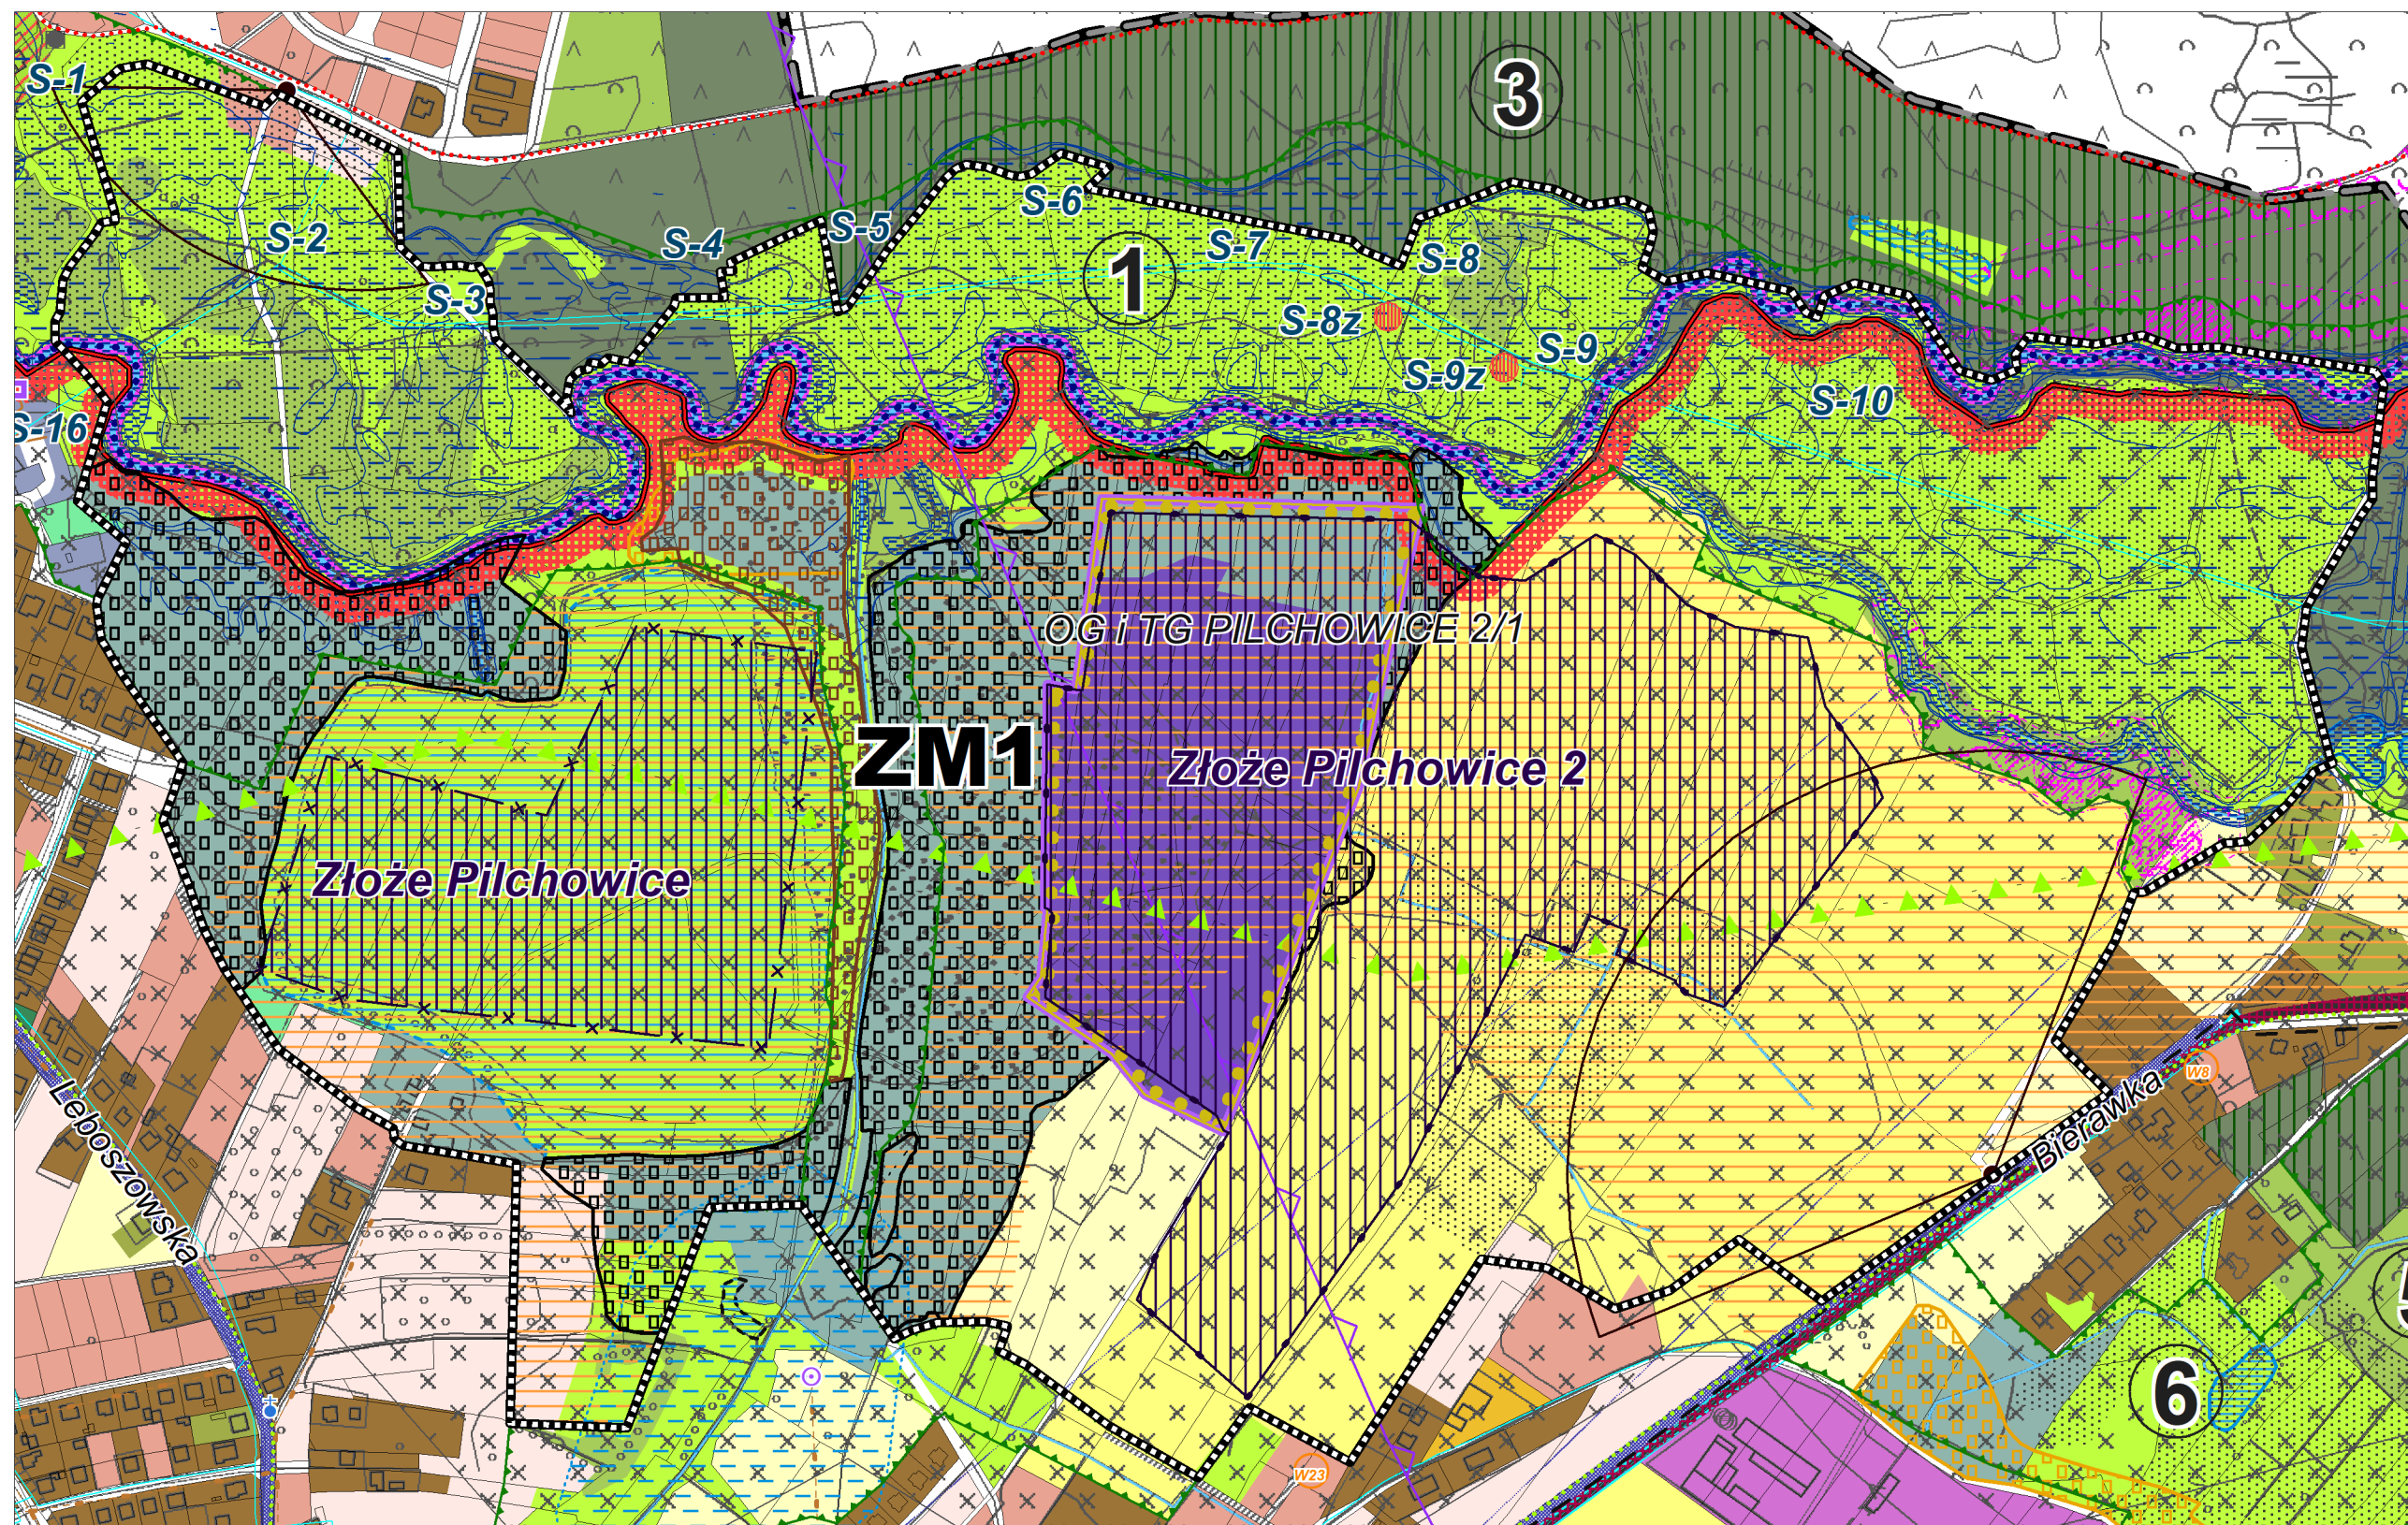 S-1
3
S-6
S-5
S-2
S-4
S-7
S-8
1
S-3
S-8z
S-9
S-9z
S-10
S-16
OG i TG PILCHOWICE 2/1
ZM1
Złoże Pilchowice 2
Złoże Pilchowice
W8
Bierawka
Leboszowska
6
W23